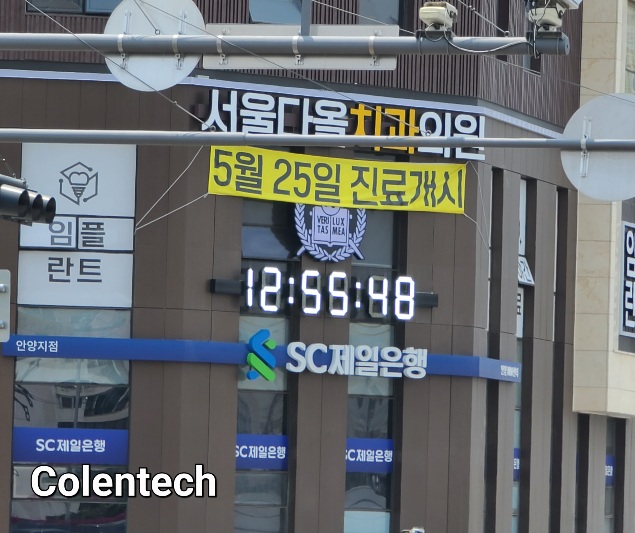 서울다올치과의원
5월 25일 진료개시
임플
란트
VERI LUX
TAS MEA
12:55:48
안양지점
SC제일은행
SC제일은행
SC제일은행
SC제일은행
Colentech